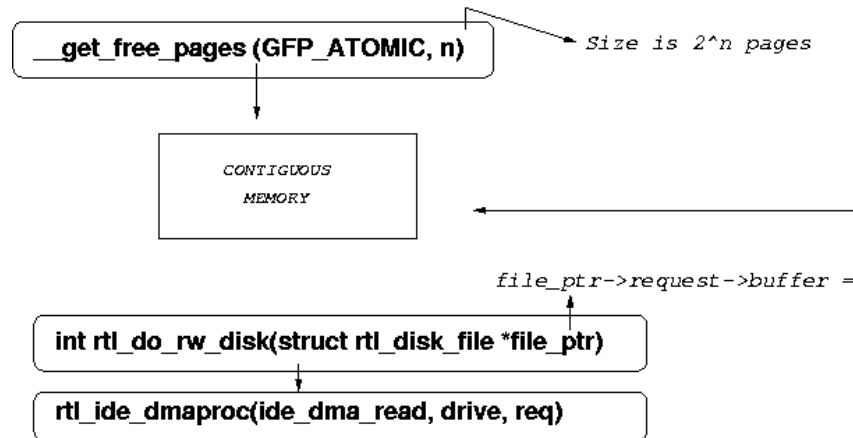 __get_free_pages (GFP_ATOMIC, n)
Size is 2^n pages
CONTIGUOUS
MEMORY
file_ptr->request->buffer =
int rtl_do_rw_disk(struct rtl_disk_file *file_ptr)
rtl_ide_dmaproc(ide_dma_read, drive, req)